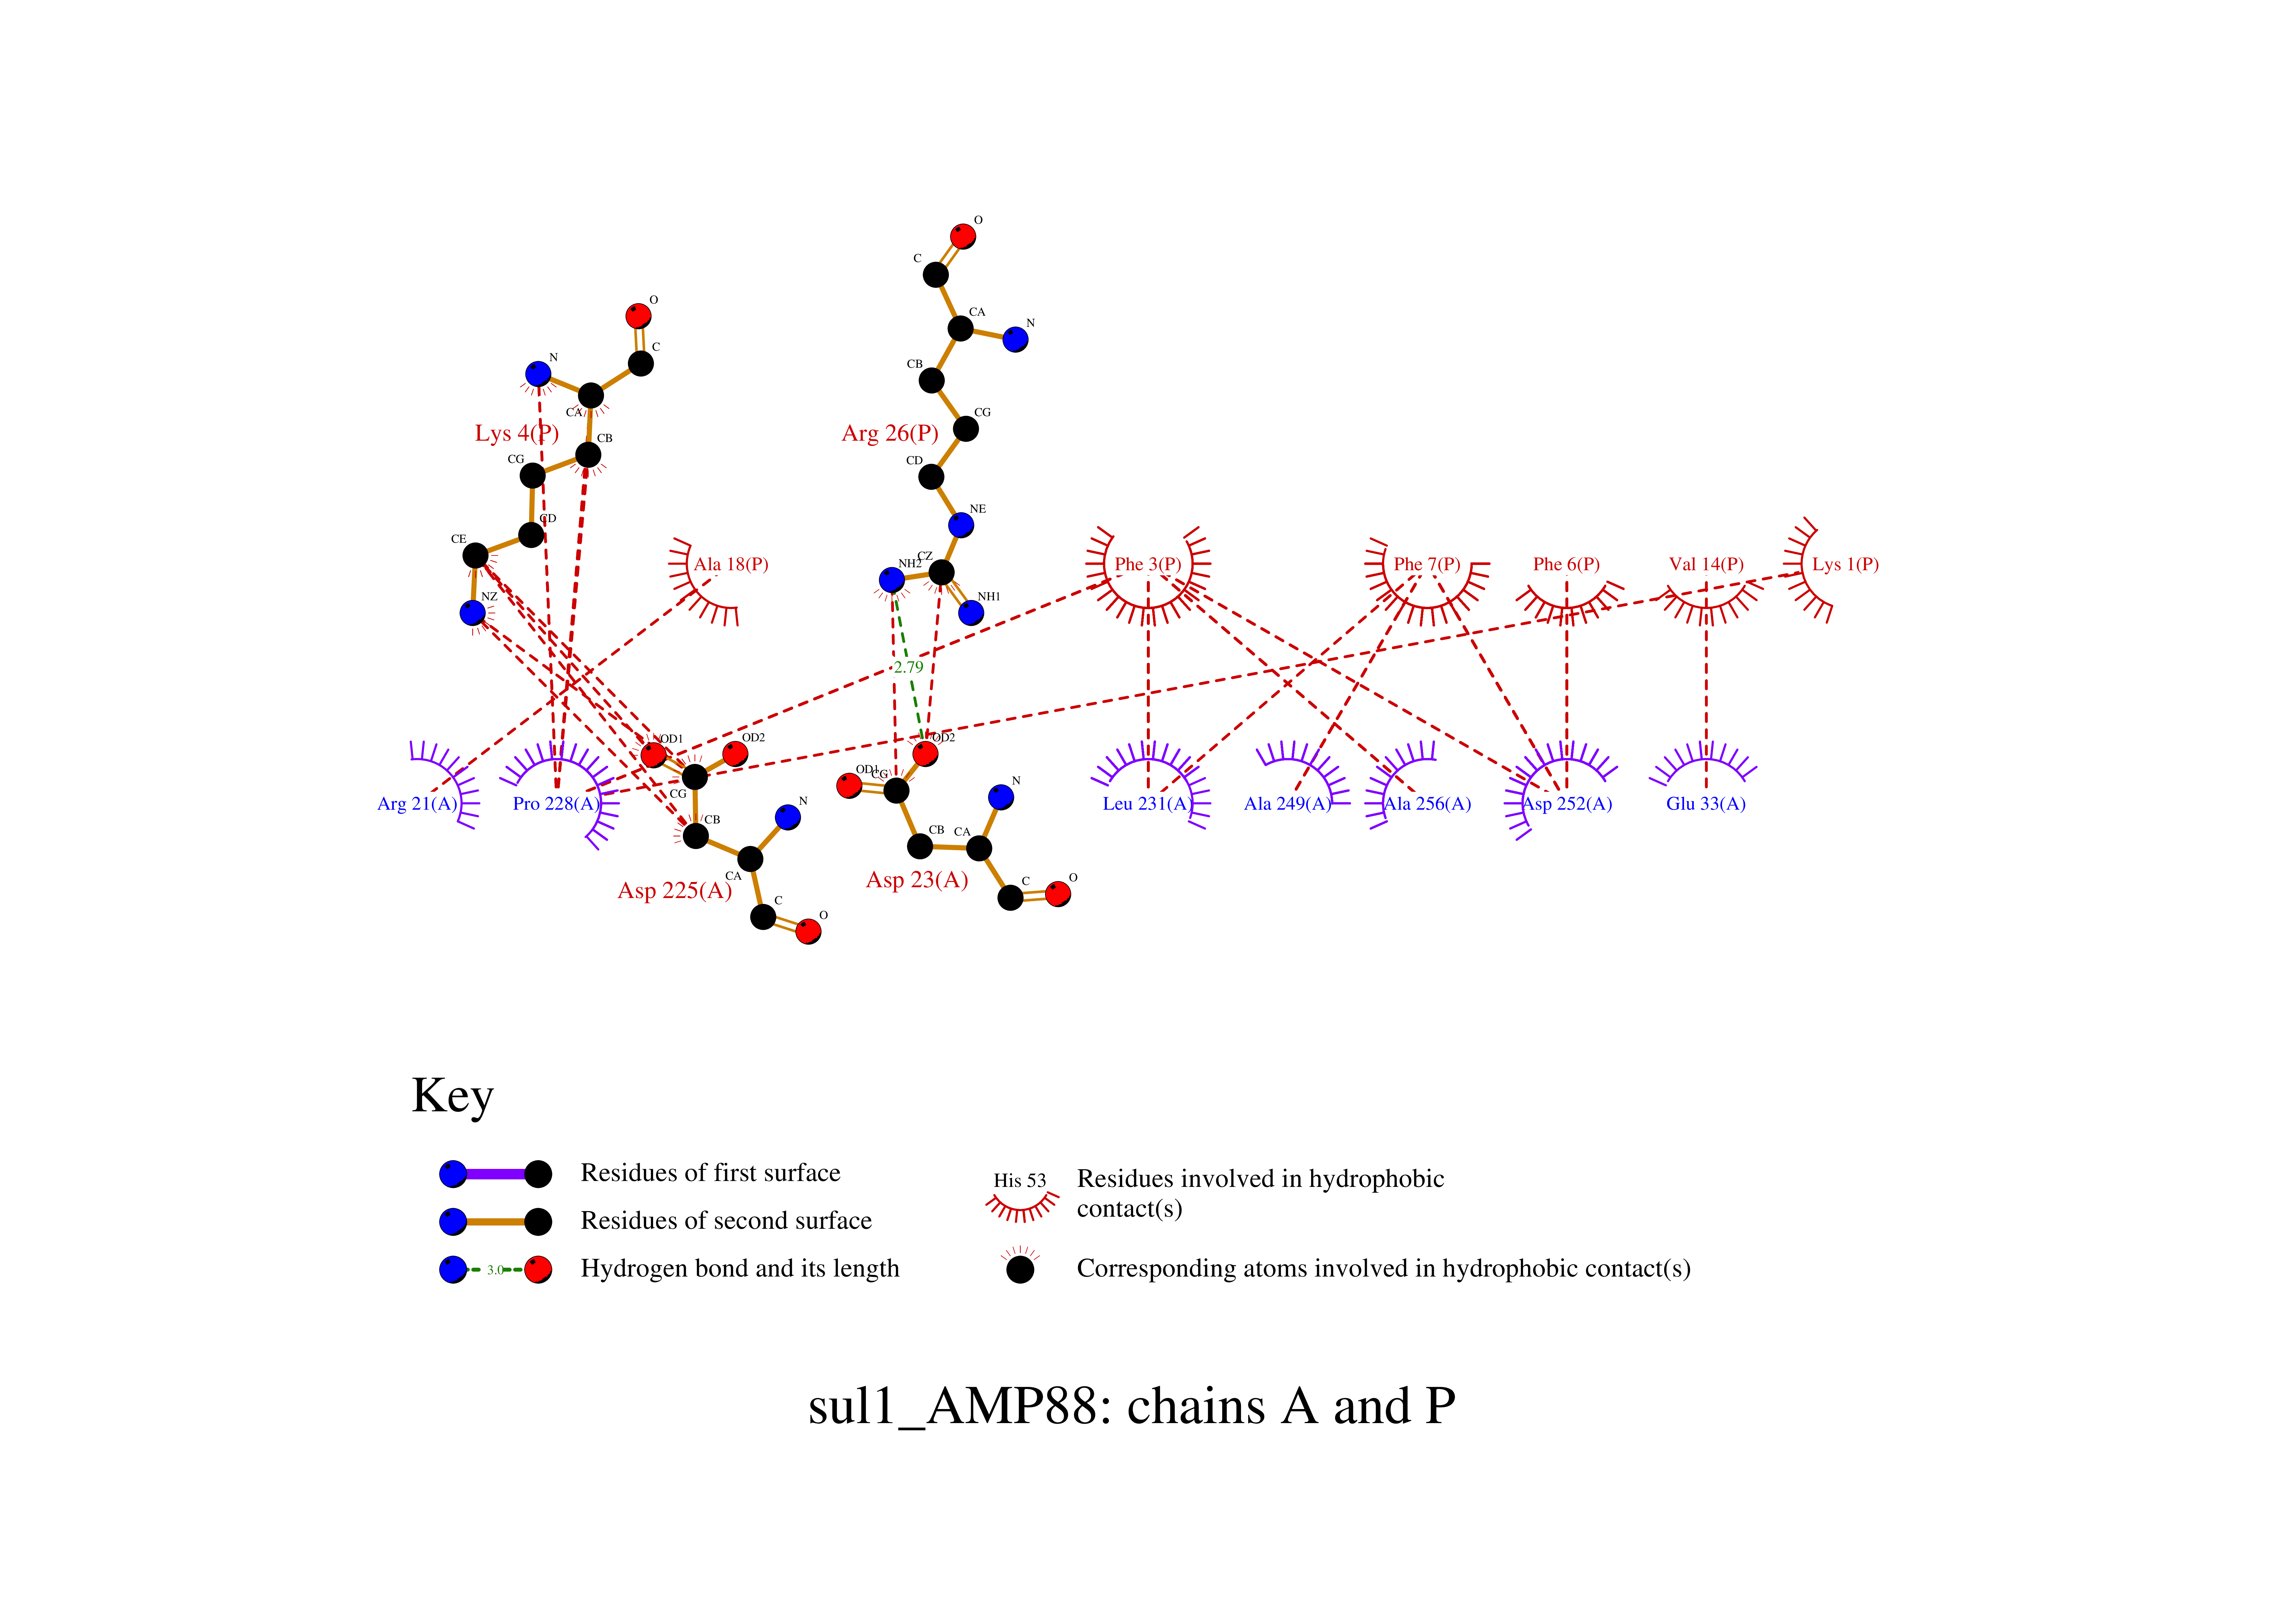 O
C
O
CA
N
N
C
CA
CB
Lys 4(P)
CB
CG
Arg 26(P)
CG
CD
CD
CE
NE
NZ
NH2
CZ
NH1
Ala 18(P)
Phe 3(P)
Phe 7(P)
Phe 6(P)
Val 14(P)
Lys 1(P)
2.79
OD1
OD2
OD2
OD1
CG
N
CG
N
Arg 21(A)
Pro 228(A)
Leu 231(A)
Ala 249(A)
Ala 256(A)
Asp 252(A)
Glu 33(A)
CB
CB
CA
CA
Asp 225(A)
Asp 23(A)
C
O
C
O
Key
Residues of first surface
Residues of second surface
3.0
Hydrogen bond and its length
His 53
Residues involved in hydrophobic
contact(s)
Corresponding atoms involved in hydrophobic contact(s)
sul1_AMP88: chains A and P